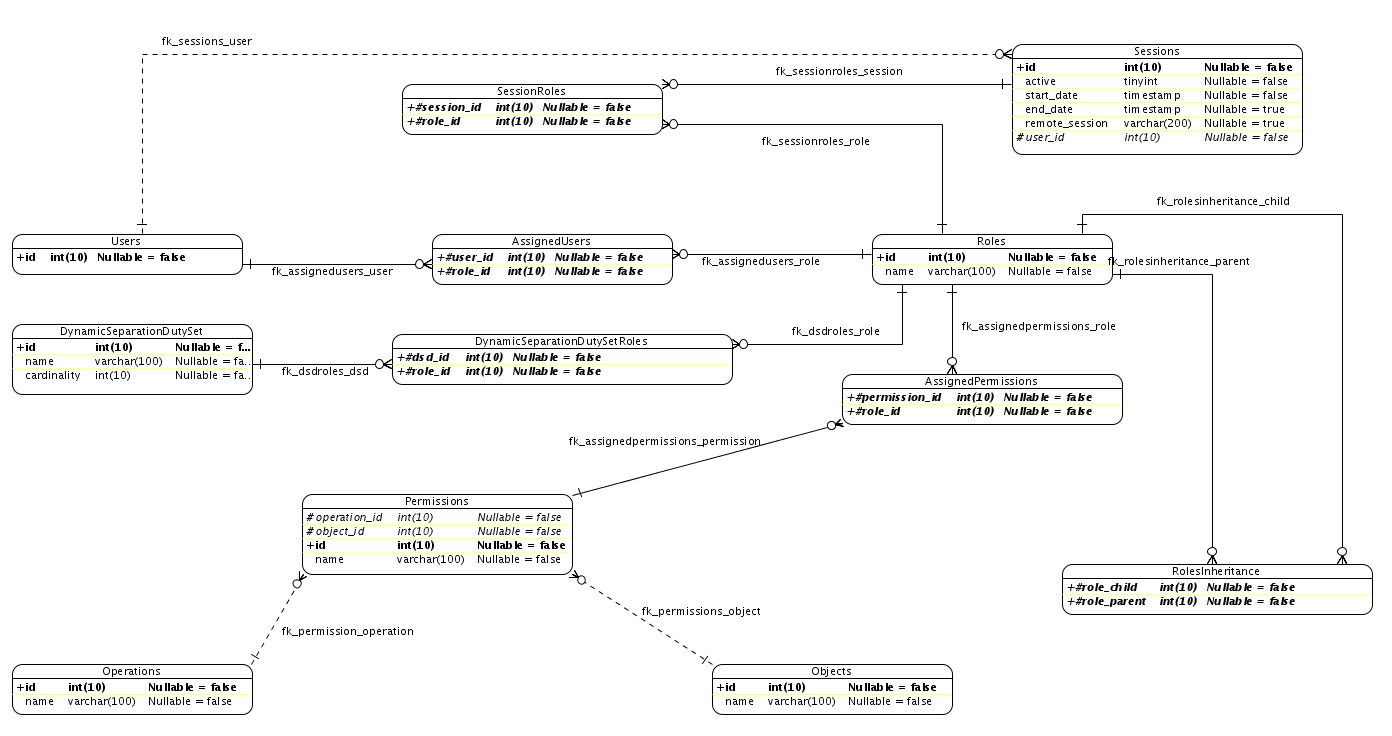 fk_sessions_user
Sessions
+id int(10) Nullable = false
active tinyint Nullable = false
start_date timestamp Nullable = false
end_date timestamp Nullable = true
remote_session varchar(200) Nullable = true
#user_id int(10) Nullable = false
fk_sessionroles_session
SessionRoles
+#session_id int(10) Nullable = false
+#role_id int(10) Nullable = false
fk_sessionroles_role
fk_rolesinheritance_child
Users
+id int(10) Nullable = false
fk_assignedusers_user
AssignedUsers
+#user_id int(10) Nullable = false
+#role_id int(10) Nullable = false
fk_assignedusers_role
Roles
+id int(10) Nullable = false
name varchar(100) Nullable = false
fk_rolesinheritance_parent
DynamicSeparationDutySet
+id int(10) Nullable = f...
name varchar(100) Nullable = fa...
cardinality int(10) Nullable = fa...
fk_dsdroles_dsd
DynamicSeparationDutySetRoles
+#dsd_id int(10) Nullable = false
+#role_id int(10) Nullable = false
fk_dsdroles_role
fk_assignedpermissions_role
AssignedPermissions
+#permission_id int(10) Nullable = false
+#role_id int(10) Nullable = false
fk_assignedpermissions_permission
Permissions
#operation_id int(10) Nullable = false
#object_id int(10) Nullable = false
+id int(10) Nullable = false
name varchar(100) Nullable = false
RolesInheritance
+#role_child int(10) Nullable = false
+#role_parent int(10) Nullable = false
fk_permissions_object
fk_permission_operation
Operations
+id int(10) Nullable = false
name varchar(100) Nullable = false
Objects
+id int(10) Nullable = false
name varchar(100) Nullable = false